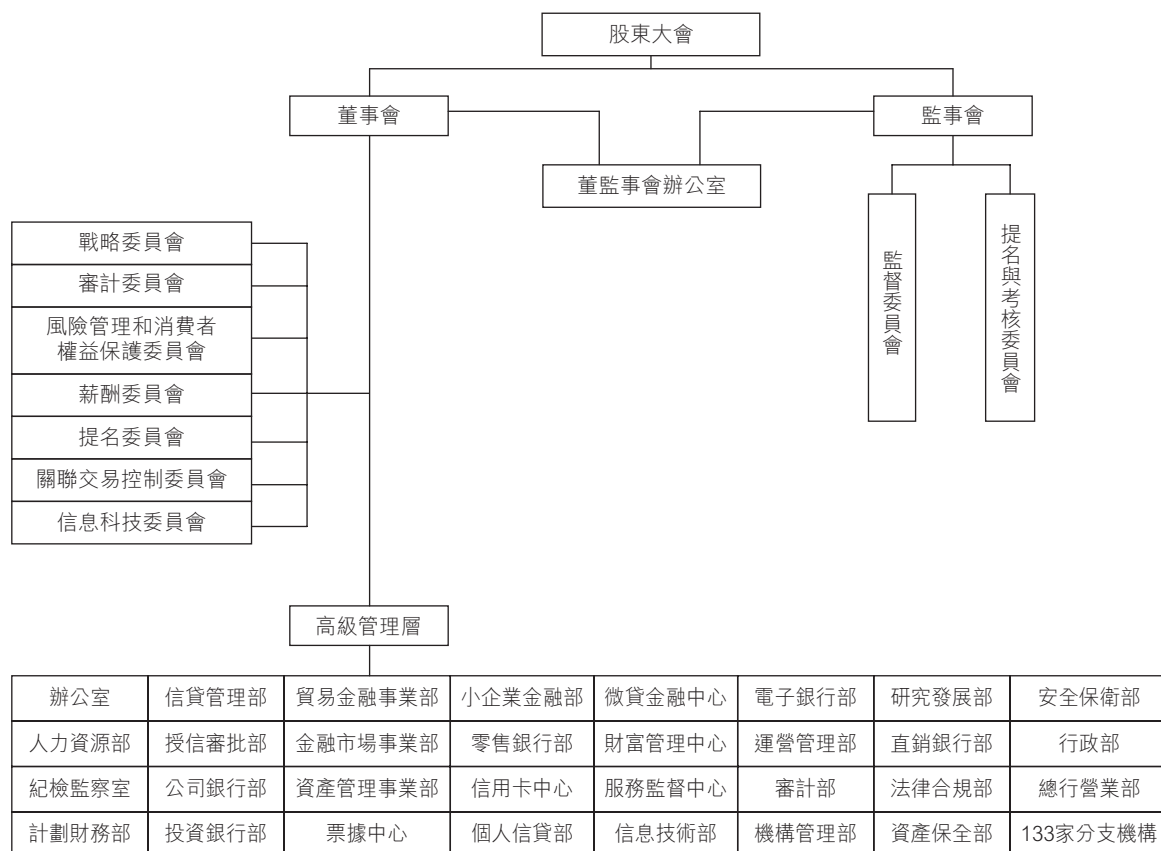 股東大會
董事會
監事會
董監事會辦公室
監督委員會
提名與考核委員會
戰略委員會
審計委員會
風險管理和消費者
權益保護委員會
薪酬委員會
提名委員會
關聯交易控制委員會
信息科技委員會
高級管理層
辦公室 信貸管理部 貿易金融事業部 小企業金融部 微貸金融中心 電子銀行部 研究發展部 安全保衛部
人力資源部 授信審批部 金融市場事業部 零售銀行部 財富管理中心 運營管理部 直銷銀行部 行政部
紀檢監察室 公司銀行部 資產管理事業部 信用卡中心 服務監督中心 審計部 法律合規部 總行營業部
計劃財務部 投資銀行部 票據中心 個人信貸部 信息技術部 機構管理部 資產保全部 133家分支機構